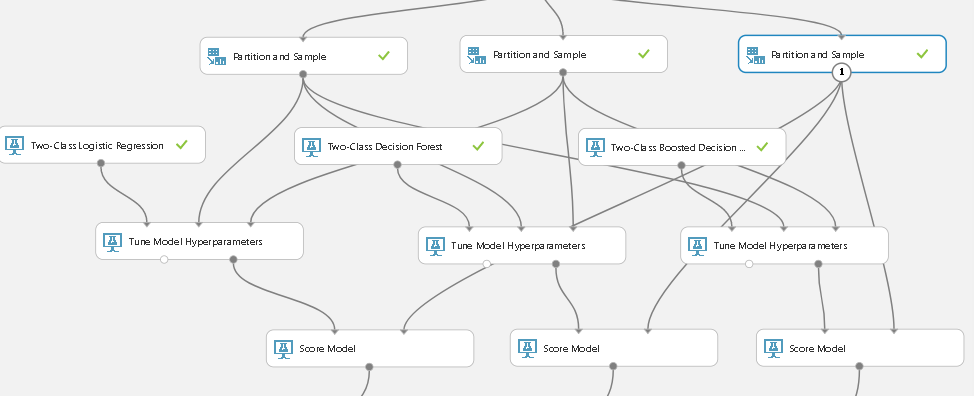 Partition and Sample
Partition and Sample
Partition and Sample
1
Two-Class Logistic Regression
Two-Class Decision Forest
Two-Class Boosted Decision ...
Tune Model Hyperparameters
Tune Model Hyperparameters
Tune Model Hyperparameters
Score Model
Score Model
Score Model